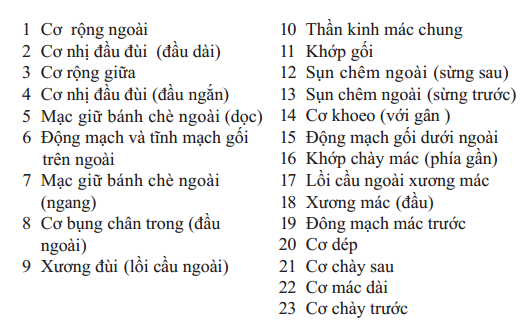 1 Cơ rộng ngoài
2 Cơ nhị đầu đùi (đầu dài)
3 Cơ rộng giữa
4 Cơ nhị đầu đùi (đầu ngắn)
5 Mạc giữ bánh chè ngoài (dọc)
6 Động mạch và tĩnh mạch gối
trên ngoài
7 Mạc giữ bánh chè ngoài
(ngang)
8 Cơ bụng chân trong (đầu
ngoài)
9 Xương đùi (lồi cầu ngoài)
10 Thần kinh mác chung
11 Khớp gối
12 Sụn chêm ngoài (sừng sau)
13 Sụn chêm ngoài (sừng trước)
14 Cơ khoeo (với gân )
15 Động mạch gối dưới ngoài
16 Khớp chày mác (phía gần)
17 Lồi cầu ngoài xương mác
18 Xương mác (đầu)
19 Đông mạch mác trước
20 Cơ dép
21 Cơ chày sau
22 Cơ mác dài
23 Cơ chày trước